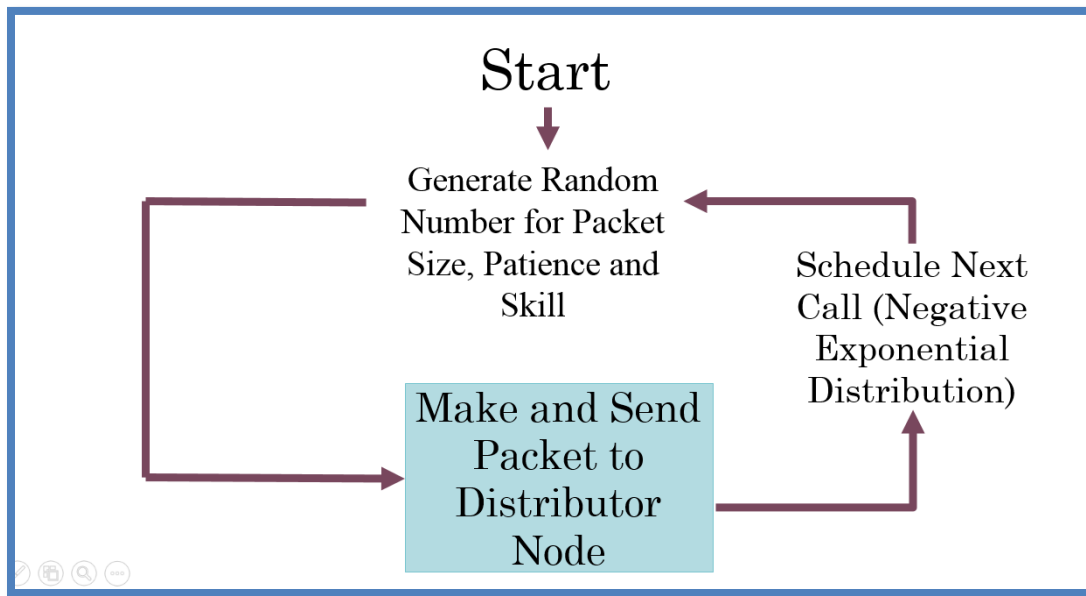 Start
Generate Random
Number for Packet
Size, Patience and
Skill
Schedule Next
Call (Negative
Exponential
Distribution)
Make and Send
Packet to
Distributor
Node